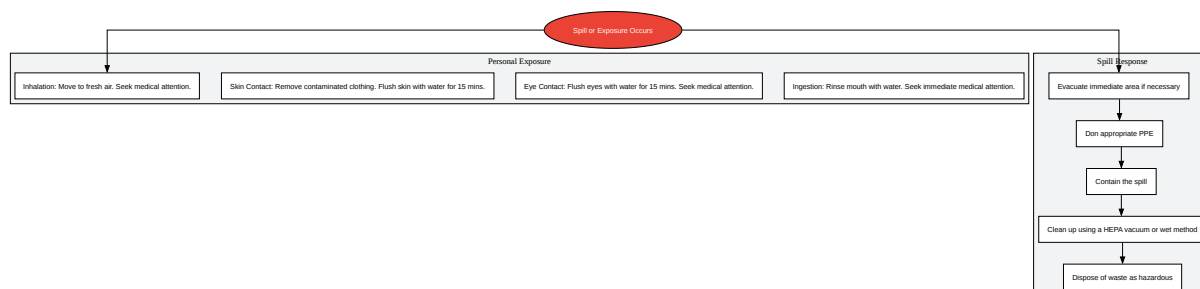 Spill or Exposure Occurs
Personal Exposure
Inhalation: Move to fresh air. Seek medical attention.
Skin Contact: Remove contaminated clothing. Flush skin with water for 15 mins.
Eye Contact: Flush eyes with water for 15 mins. Seek medical attention.
Ingestion: Rinse mouth with water. Seek immediate medical attention.
Spill Response
Evacuate immediate area if necessary
Don appropriate PPE
Contain the spill
Clean up using a HEPA vacuum or wet method
Dispose of waste as hazardous